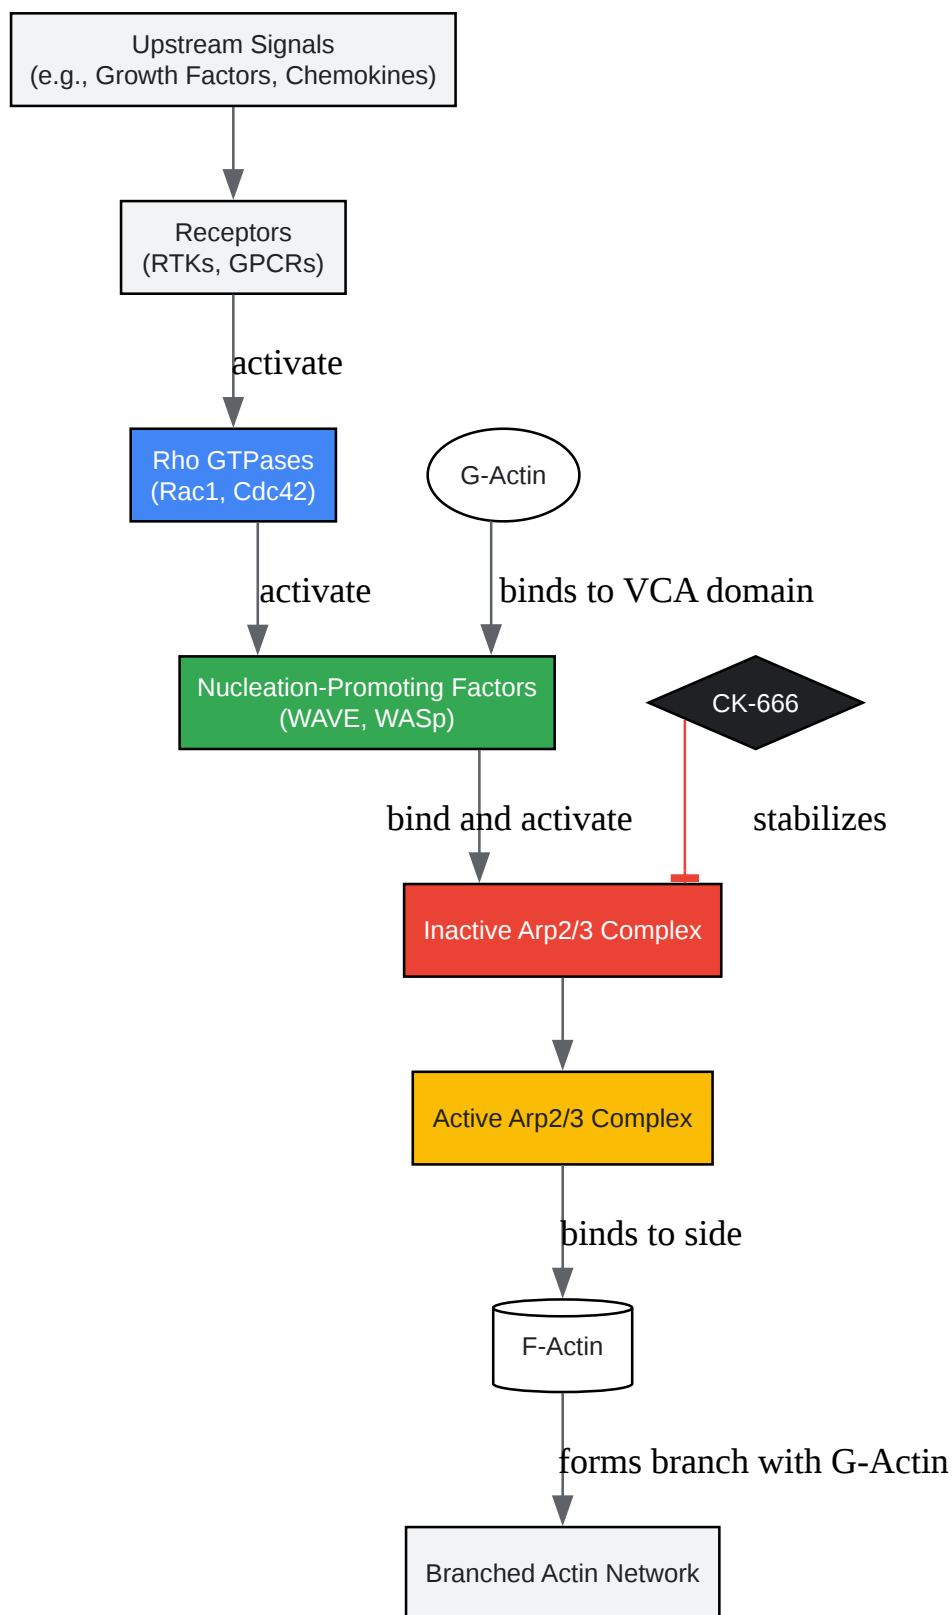 Upstream Signals
(e.g., Growth Factors, Chemokines)
Receptors
(RTKs, GPCRs)
activate
Rho GTPases
(Rac1, Cdc42)
G-Actin
activate
binds to VCA domain
Nucleation-Promoting Factors
(WAVE, WASp)
CK-666
bind and activate
stabilizes
Inactive Arp2/3 Complex
Active Arp2/3 Complex
binds to side
F-Actin
forms branch with G-Actin
Branched Actin Network